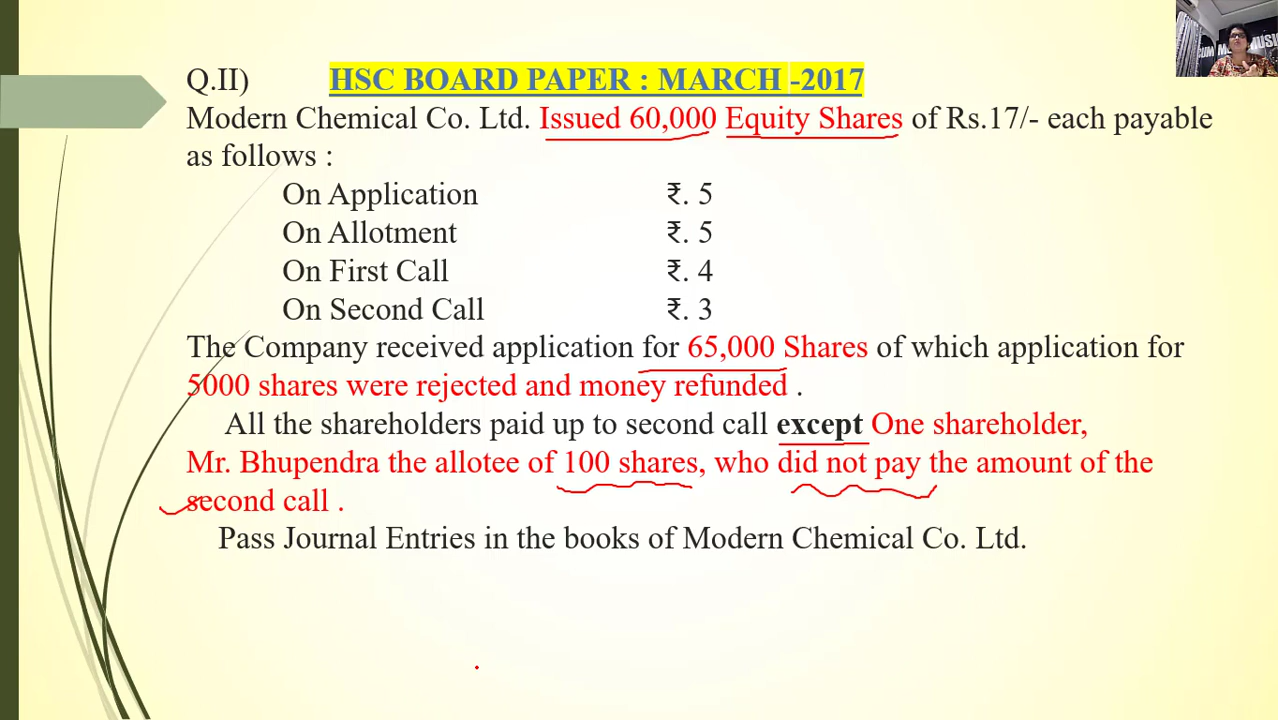 Q.II) HSC BOARD PAPER : MARCH -2017
Modern Chemical Co. Ltd. Issued 60,000 Equity Shares of Rs.17/- each payable
as follows :
On Application ₹. 5
On Allotment ₹. 5
On First Call ₹. 4
On Second Call ₹. 3
The Company received application for 65,000 Shares of which application for
5000 shares were rejected and money refunded .
All the shareholders paid up to second call except One shareholder,
Mr. Bhupendra the allotee of 100 shares, who did not pay the amount of the
second call .
Pass Journal Entries in the books of Modern Chemical Co. Ltd.